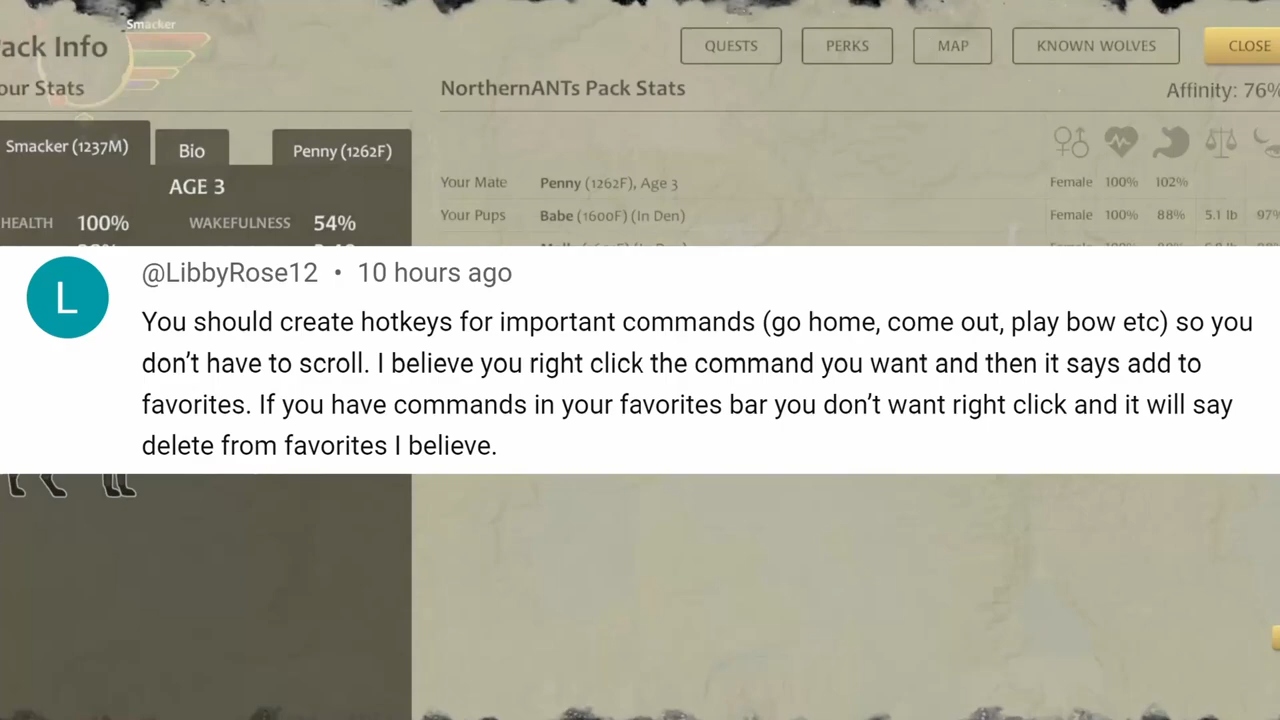 Smacker
ack Info
QUESTS
PERKS
MAP
KNOWN WOLVES
CLOSE
our Stats
NorthernANTs Pack Stats
Affinity: 76%
Smacker (1237M)
Bio
Penny (1262F)
AGE 3
Your Mate Penny (1262F), Age 3 Female 100% 102%
HEALTH 100% WAKEFULNESS 54%
Your Pups Babe (1600F) (In Den) Female 100% 88% 5.1 lb 97%
L
@LibbyRose12 • 10 hours ago
You should create hotkeys for important commands (go home, come out, play bow etc) so you
don’t have to scroll. I believe you right click the command you want and then it says add to
favorites. If you have commands in your favorites bar you don’t want right click and it will say
delete from favorites I believe.